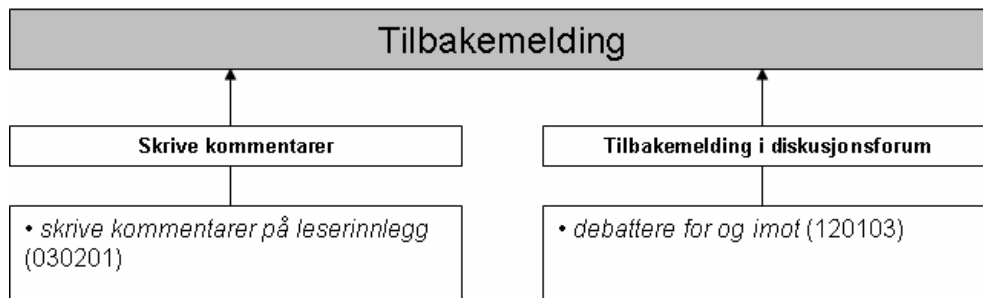 Tilbakemelding
Skrive kommentarer
Tilbakemelding i diskusjonsforum
• skrive kommentarer på leserinnlegg
(030201)
• debattere for og imot (120103)